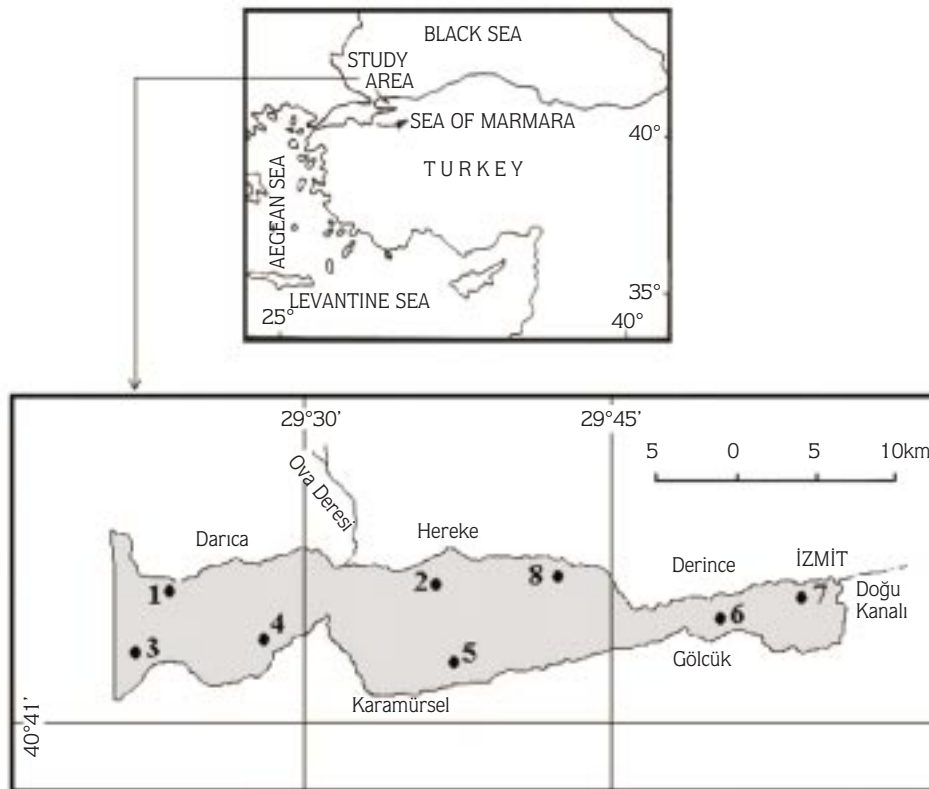 BLACK SEA
STUDY
AREA
SEA OF MARMARA
40°
TURKEY
AEGEAN SEA
LEVANTINE SEA
35°
25°
40°
29°30'
29°45'
5 0 5 10km
Ova Deresi
Darıca
Hereke
Derince
İZMİT
Doğu
Kanalı
1
2
8
7
6
4
3
5
Gölcük
Karamürsel
40°41'